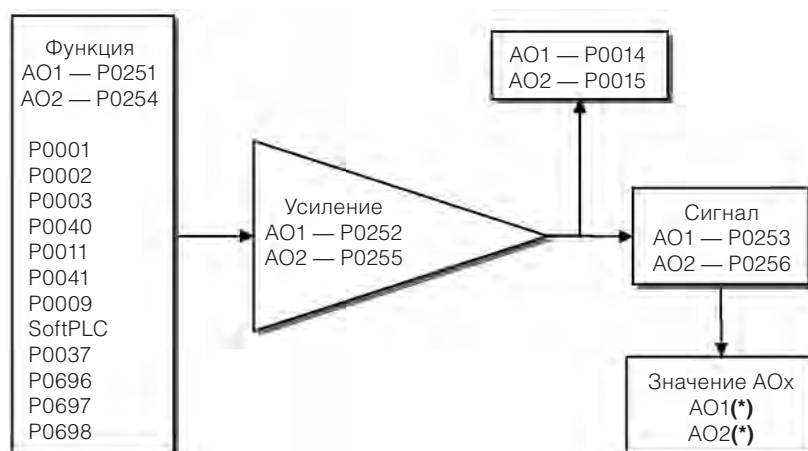 Функция
AO1 — P0251
AO2 — P0254
P0001
P0002
P0003
P0040
P0011
P0041
P0009
SoftPLC
P0037
P0696
P0697
P0698
Усиление
AO1 — P0252
AO2 — P0255
AO1 — P0014
AO2 — P0015
Сигнал
AO1 — P0253
AO2 — P0256
Значение AOx
AO1(*)
AO2(*)